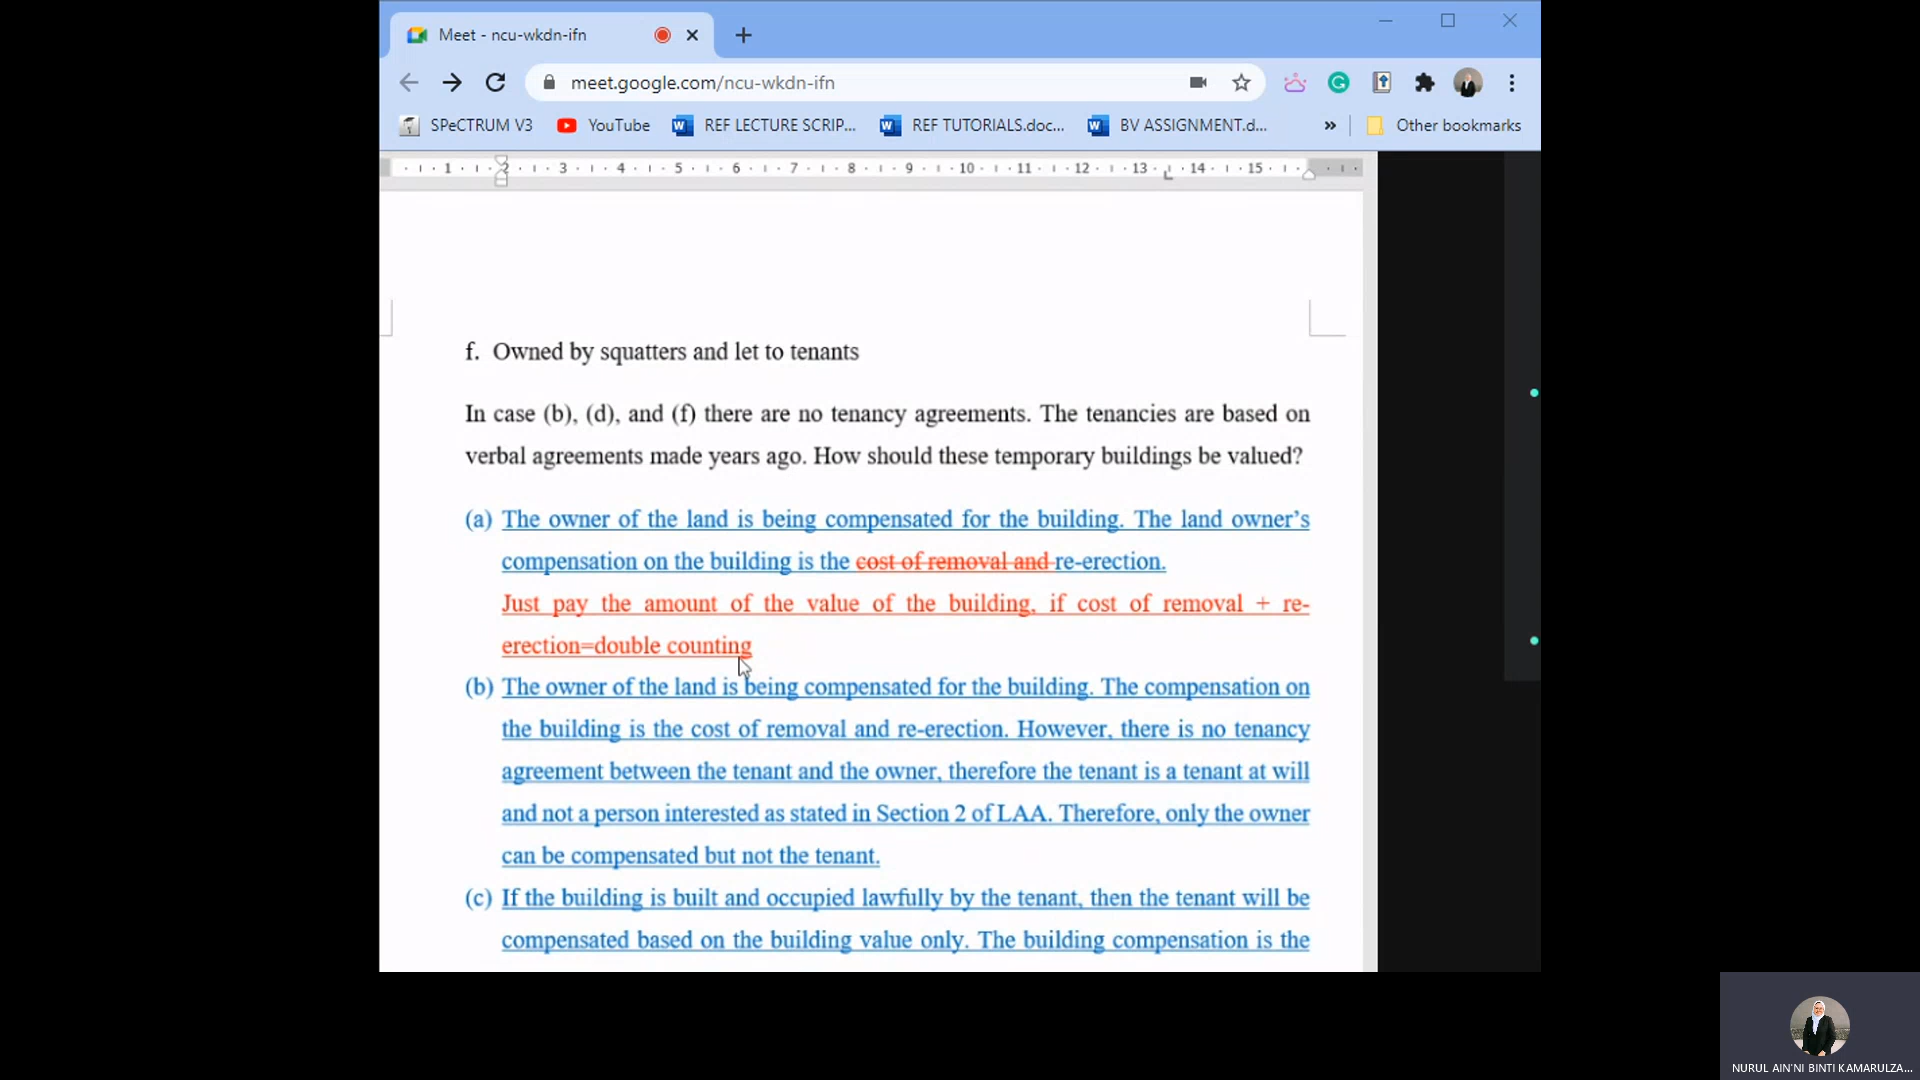 Meet - ncu-wkdn-ifn
meet.google.com/ncu-wkdn-ifn
SPeCTRUM V3 YouTube REF LECTURE SCRIP... REF TUTORIALS.doc... BV ASSIGNMENT.d... » Other bookmarks
1 2 3 4 5 6 7 8 9 10 11 12 13 14 15
f. Owned by squatters and let to tenants
In case (b), (d), and (f) there are no tenancy agreements. The tenancies are based on
verbal agreements made years ago. How should these temporary buildings be valued?
(a) The owner of the land is being compensated for the building. The land owner’s
compensation on the building is the cost of removal and re-erection.
Just pay the amount of the value of the building, if cost of removal + re-
erection=double counting
(b) The owner of the land is being compensated for the building. The compensation on
the building is the cost of removal and re-erection. However, there is no tenancy
agreement between the tenant and the owner, therefore the tenant is a tenant at will
and not a person interested as stated in Section 2 of LAA. Therefore, only the owner
can be compensated but not the tenant.
(c) If the building is built and occupied lawfully by the tenant, then the tenant will be
compensated based on the building value only. The building compensation is the
NURUL AIN'NI BINTI KAMARULZA...